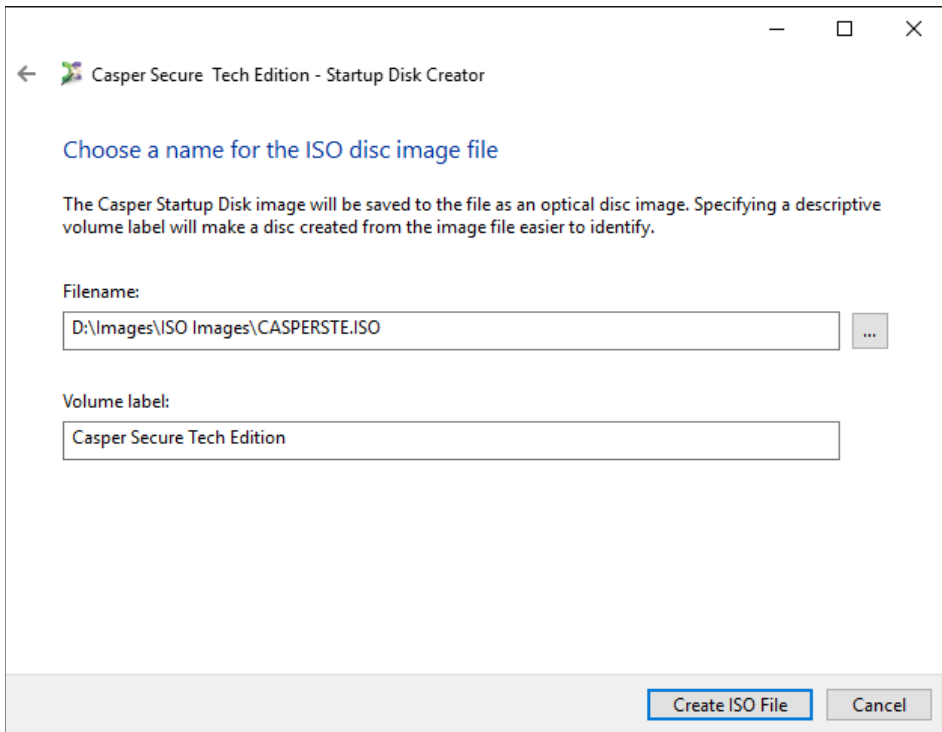 Casper Secure  Tech Edition - Startup Disk Creator
Choose a name for the ISO disc image file
The Casper Startup Disk image will be saved to the file as an optical disc image. Specifying a descriptive
volume label will make a disc created from the image file easier to identify.
Filename:
D:\Images\ISO Images\CASPERSTE.ISO
...
Volume label:
Casper Secure Tech Edition
Create ISO File
Cancel